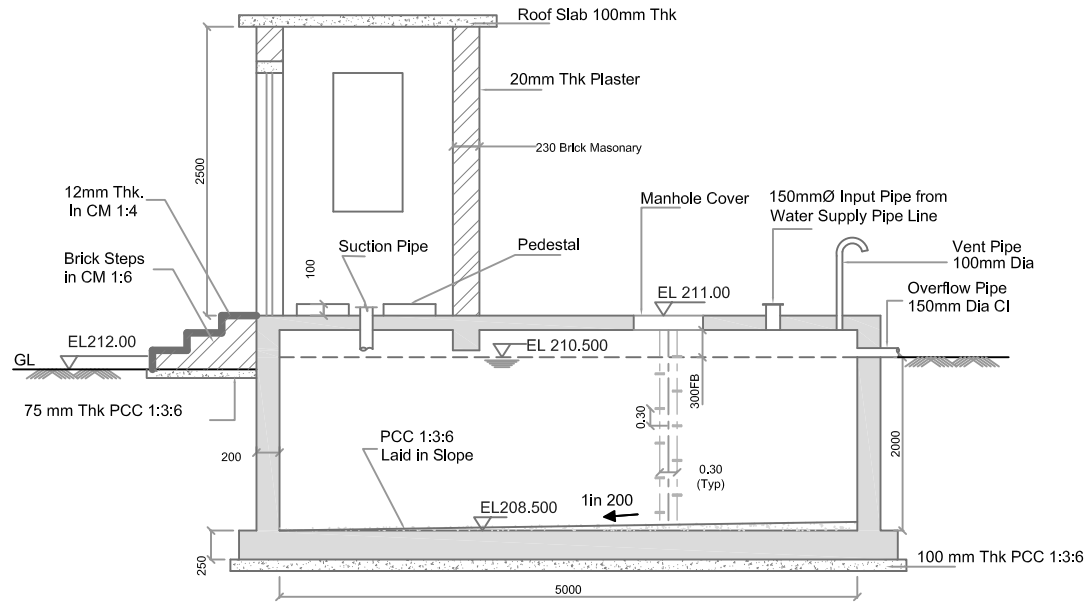 Roof Slab 100mm Thk
20mm Thk Plaster
230 Brick Masonary
2500
12mm Thk.
In CM 1:4
Manhole Cover
150mmØ Input Pipe from
Water Supply Pipe Line
Brick Steps
in CM 1:6
Suction Pipe
Pedestal
Vent Pipe
100mm Dia
100
Overflow Pipe
150mm Dia CI
EL 211.00
EL212.00
GL
EL 210.500
300FB
75 mm Thk PCC 1:3:6
0.30
2000
PCC 1:3:6
Laid in Slope
200
0.30
(Typ)
EL208.500
1in 200
250
100 mm Thk PCC 1:3:6
5000